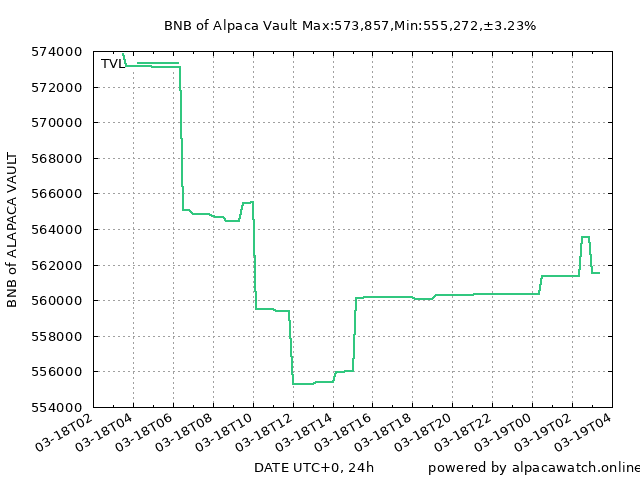 BNB of Alpaca Vault Max:573,857,Min:555,272,±3.23%
574000
TVL
572000
570000
568000
566000
564000
562000
560000
558000
556000
554000
BNB of ALAPACA VAULT
03-18T02
03-18T04
03-18T06
03-18T08
03-18T10
03-18T12
03-18T14
03-18T16
03-18T18
03-18T20
03-18T22
03-19T00
03-19T02
03-19T04
DATE UTC+0, 24h
powered by alpacawatch.online